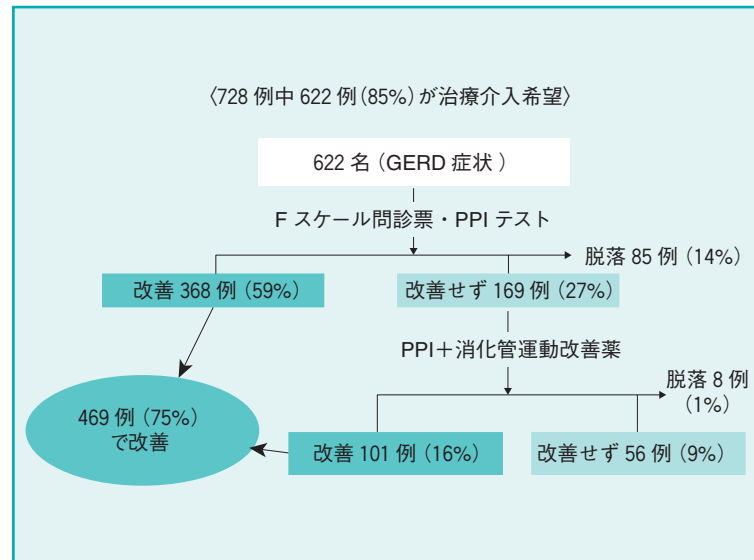 〈728 例中 622 例(85%)が治療介入希望〉
622 名(GERD 症状 )
F スケール問診票・PPI テスト
脱落 85 例(14%)
改善 368 例(59%)
改善せず 169 例(27%)
PPI+消化管運動改善薬
脱落 8 例
(1%)
469 例(75%)
で改善
改善 101 例(16%)
改善せず 56 例(9%)